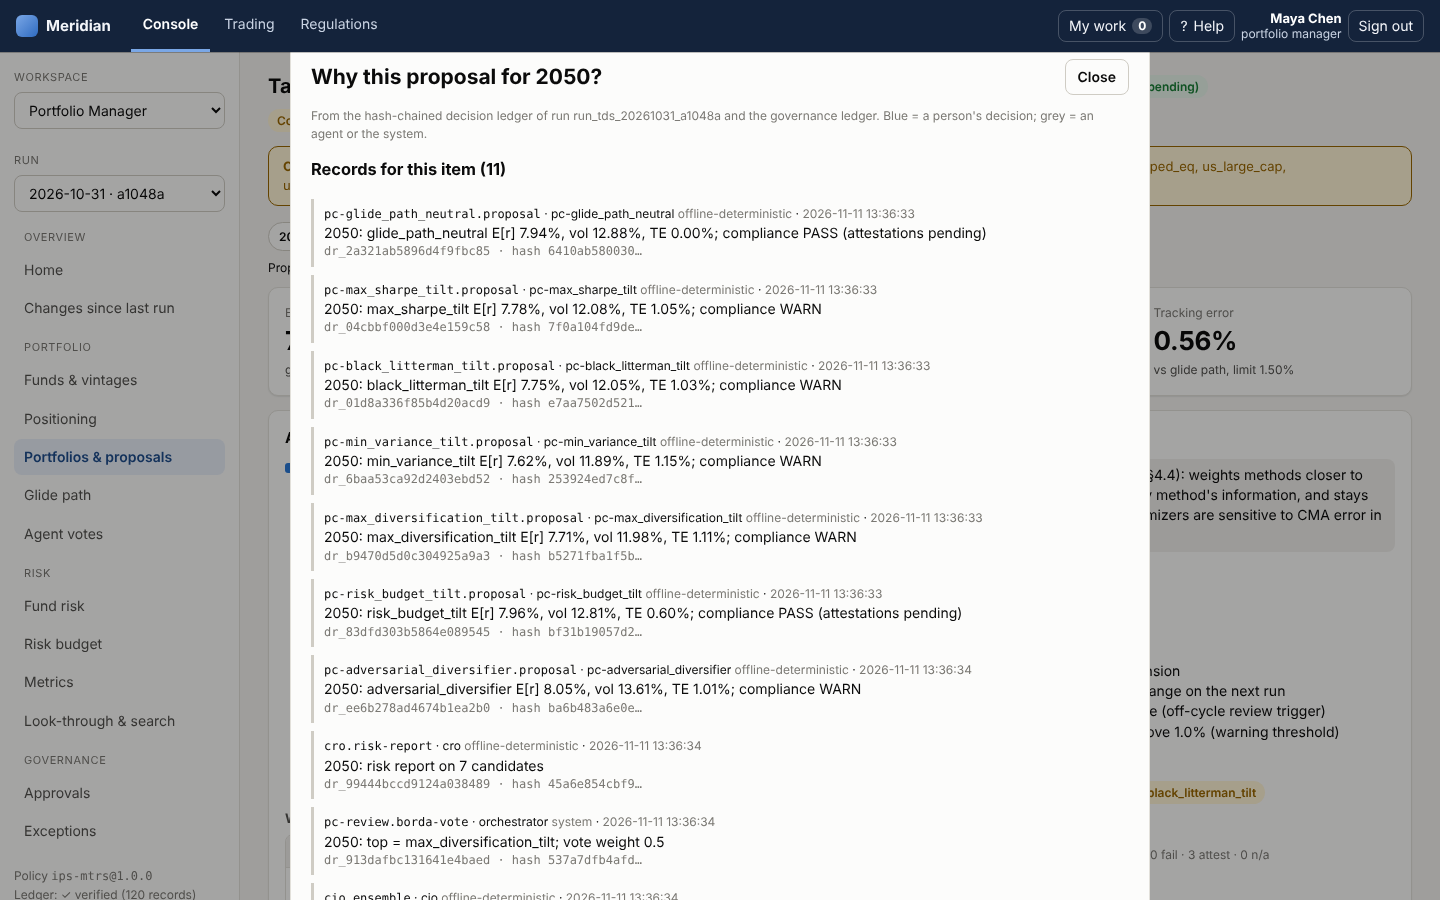 Meridian
Console
Trading
Regulations
My work 0
? Help
Maya Chen
portfolio manager
Sign out
WORKSPACE
Portfolio Manager
RUN
2026-10-31 · a1048a
OVERVIEW
Home
Changes since last run
PORTFOLIO
Funds & vintages
Positioning
Portfolios & proposals
Glide path
Agent votes
RISK
Fund risk
Risk budget
Metrics
Look-through & search
GOVERNANCE
Approvals
Exceptions
Policy ips-mtrs@1.0.0
Ledger: ✓ verified (120 records)
Why this proposal for 2050?
Close
From the hash-chained decision ledger of run run_tds_20261031_a1048a and the governance ledger. Blue = a person's decision; grey = an
agent or the system.
Records for this item (11)
pc-glide_path_neutral.proposal · pc-glide_path_neutral offline-deterministic · 2026-11-11 13:36:33
2050: glide_path_neutral E[r] 7.94%, vol 12.88%, TE 0.00%; compliance PASS (attestations pending)
dr_2a321ab5896d4f9fbc85 · hash 6410ab580030…
pc-max_sharpe_tilt.proposal · pc-max_sharpe_tilt offline-deterministic · 2026-11-11 13:36:33
2050: max_sharpe_tilt E[r] 7.78%, vol 12.08%, TE 1.05%; compliance WARN
dr_04cbbf000d3e4e159c58 · hash 7f0a104fd9de…
pc-black_litterman_tilt.proposal · pc-black_litterman_tilt offline-deterministic · 2026-11-11 13:36:33
2050: black_litterman_tilt E[r] 7.75%, vol 12.05%, TE 1.03%; compliance WARN
dr_01d8a336f85b4d20acd9 · hash e7aa7502d521…
pc-min_variance_tilt.proposal · pc-min_variance_tilt offline-deterministic · 2026-11-11 13:36:33
2050: min_variance_tilt E[r] 7.62%, vol 11.89%, TE 1.15%; compliance WARN
dr_6baa53ca92d2403ebd52 · hash 253924ed7c8f…
pc-max_diversification_tilt.proposal · pc-max_diversification_tilt offline-deterministic · 2026-11-11 13:36:33
2050: max_diversification_tilt E[r] 7.71%, vol 11.98%, TE 1.11%; compliance WARN
dr_b9470d5d0c304925a9a3 · hash b5271fba1f5b…
pc-risk_budget_tilt.proposal · pc-risk_budget_tilt offline-deterministic · 2026-11-11 13:36:33
2050: risk_budget_tilt E[r] 7.96%, vol 12.81%, TE 0.60%; compliance PASS (attestations pending)
dr_83dfd303b5864e089545 · hash bf31b19057d2…
pc-adversarial_diversifier.proposal · pc-adversarial_diversifier offline-deterministic · 2026-11-11 13:36:34
2050: adversarial_diversifier E[r] 8.05%, vol 13.61%, TE 1.01%; compliance WARN
dr_ee6b278ad4674b1ea2b0 · hash ba6b483a6e0e…
cro.risk-report · cro offline-deterministic · 2026-11-11 13:36:34
2050: risk report on 7 candidates
dr_99444bccd9124a038489 · hash 45a6e854cbf9…
pc-review.borda-vote · orchestrator system · 2026-11-11 13:36:34
2050: top = max_diversification_tilt; vote weight 0.5
dr_913dafbc131641e4baed · hash 537a7dfb4afd…
cio.ensemble · cio offline-deterministic · 2026-11-11 13:36:34
pending)
ped_eq, us_large_cap,
Tracking error
0.56%
vs glide path, limit 1.50%
§4.4): weights methods closer to
method's information, and stays
mizers are sensitive to CMA error in
nsion
ange on the next run
e (off-cycle review trigger)
ove 1.0% (warning threshold)
black_litterman_tilt
0 fail · 3 attest · 0 n/a